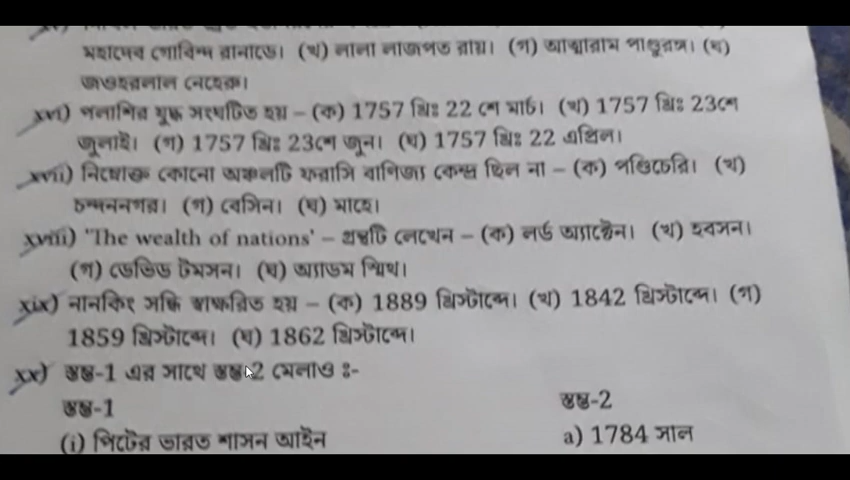 মহাদেব গোবিন্দ রানাডে। (খ) লালা লাজপত রায়। (গ) আত্মারাম পাণ্ডুরঙ্গ। (ঘ)
জওহরলাল নেহেরু।
xvi) পলাশির যুদ্ধ সংঘটিত হয় – (ক) 1757 খ্রিঃ 22 শে মার্চ। (খ) 1757 খ্রিঃ 23শে
জুলাই। (গ) 1757 খ্রিঃ 23শে জুন। (ঘ) 1757 খ্রিঃ 22 এপ্রিল।
xvii) নিম্নোক্ত কোনো অঞ্চলটি ফরাসি বাণিজ্য কেন্দ্র ছিল না – (ক) পণ্ডিচেরি। (খ)
চন্দননগর। (গ) বেসিন। (ঘ) মাহে।
xviii) 'The wealth of nations' – গ্রন্থটি লেখেন – (ক) লর্ড অ্যাক্টেন। (খ) হবসন।
(গ) ডেভিড টমসন। (ঘ) অ্যাডম স্মিথ।
xix) নানকিং সন্ধি স্বাক্ষরিত হয় – (ক) 1889 খ্রিস্টাব্দে। (খ) 1842 খ্রিস্টাব্দে। (গ)
1859 খ্রিস্টাব্দে। (ঘ) 1862 খ্রিস্টাব্দে।
xx) স্তম্ভ-1 এর সাথে স্তম্ভ-2 মেলাও ঃ-
স্তম্ভ-1 স্তম্ভ-2
(i) পিটের ভারত শাসন আইন a) 1784 সাল